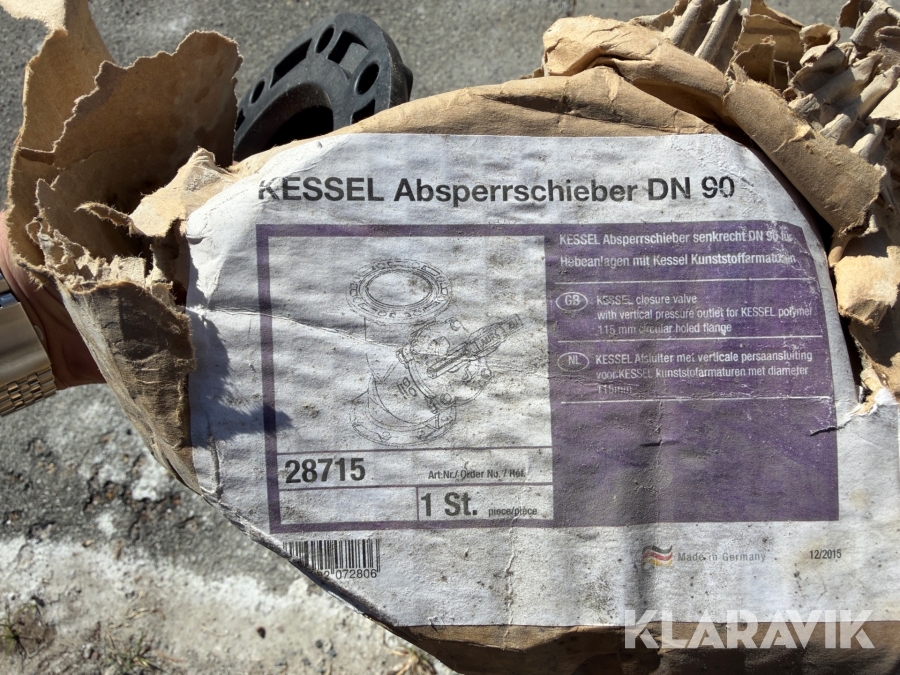 KESSEL Absperrschieber DN 90
KESSEL Absperrschieber senkrecht DN 90 für
Hebeanlagen mit Kessel Kunststoffarmaturen
GB KESSEL closure valve
with vertical pressure outlet for KESSEL polymer
115 mm circular holed flange
NL KESSEL Afsluiter met verticale persaansluiting
voor KESSEL kunststofarmaturen met diameter
115mm
28715 Art.Nr./ Order No. / Réf.
1 St. piece/pièce
072806
Made in Germany 12/2015
KLARAVIK